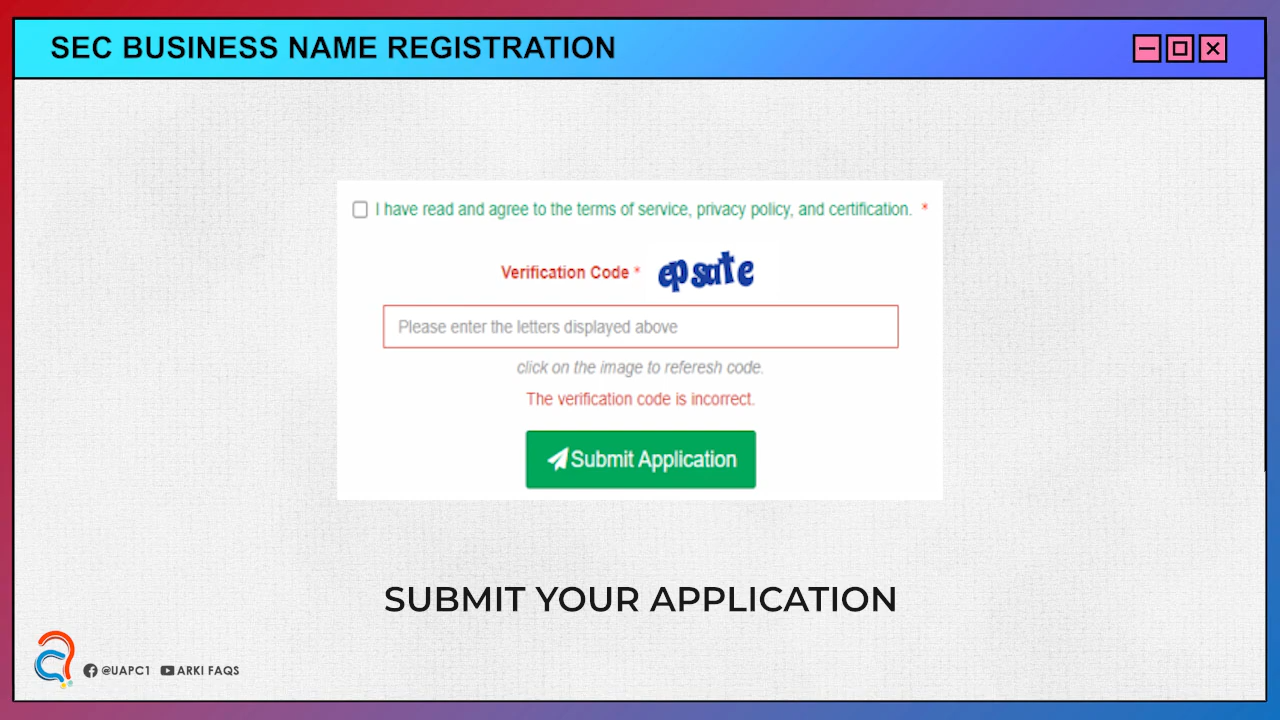 SEC BUSINESS NAME REGISTRATION
I have read and agree to the terms of service, privacy policy, and certification. *
Verification Code * epsate
Please enter the letters displayed above
click on the image to referesh code.
The verification code is incorrect.
Submit Application
SUBMIT YOUR APPLICATION
@UAPC1 ARKI FAQS